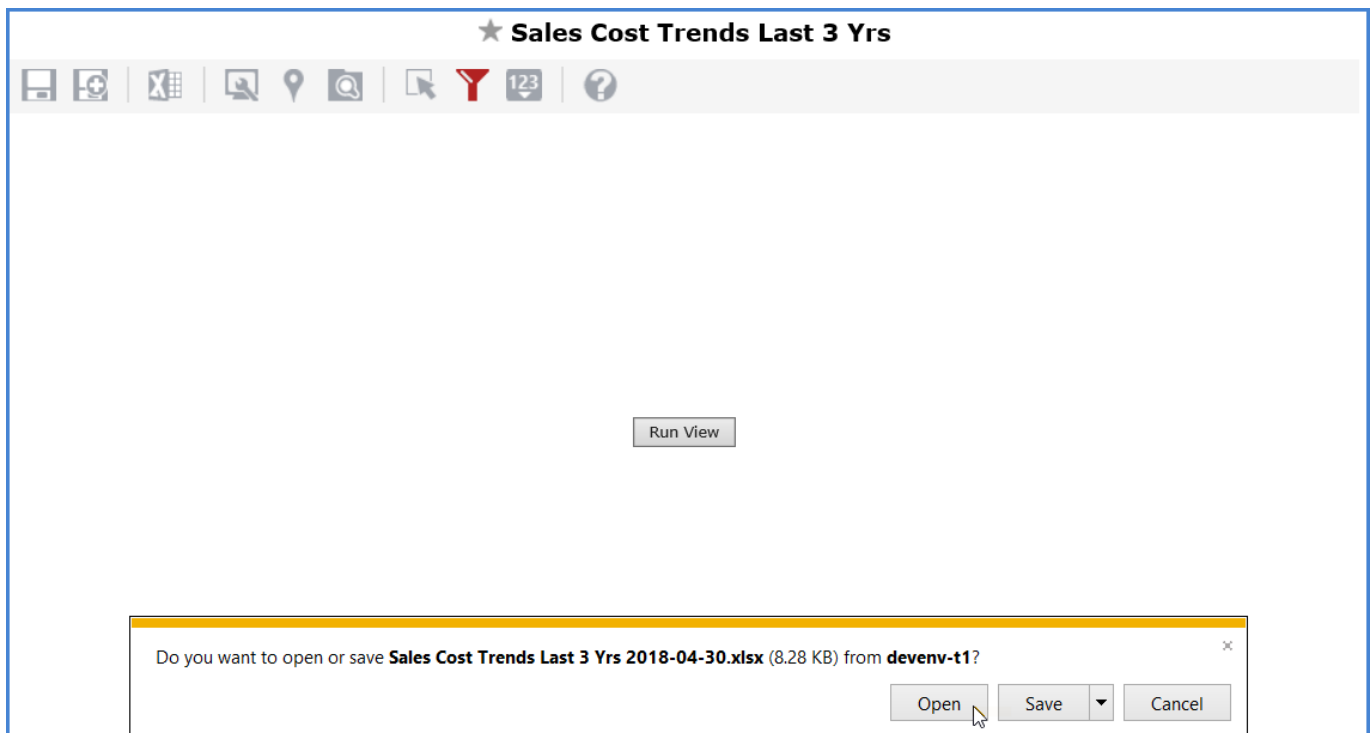 Sales Cost Trends Last 3 Yrs
X 123 ?
Run View
Do you want to open or save Sales Cost Trends Last 3 Yrs 2018-04-30.xlsx (8.28 KB) from devenv-t1?
Open Save Cancel